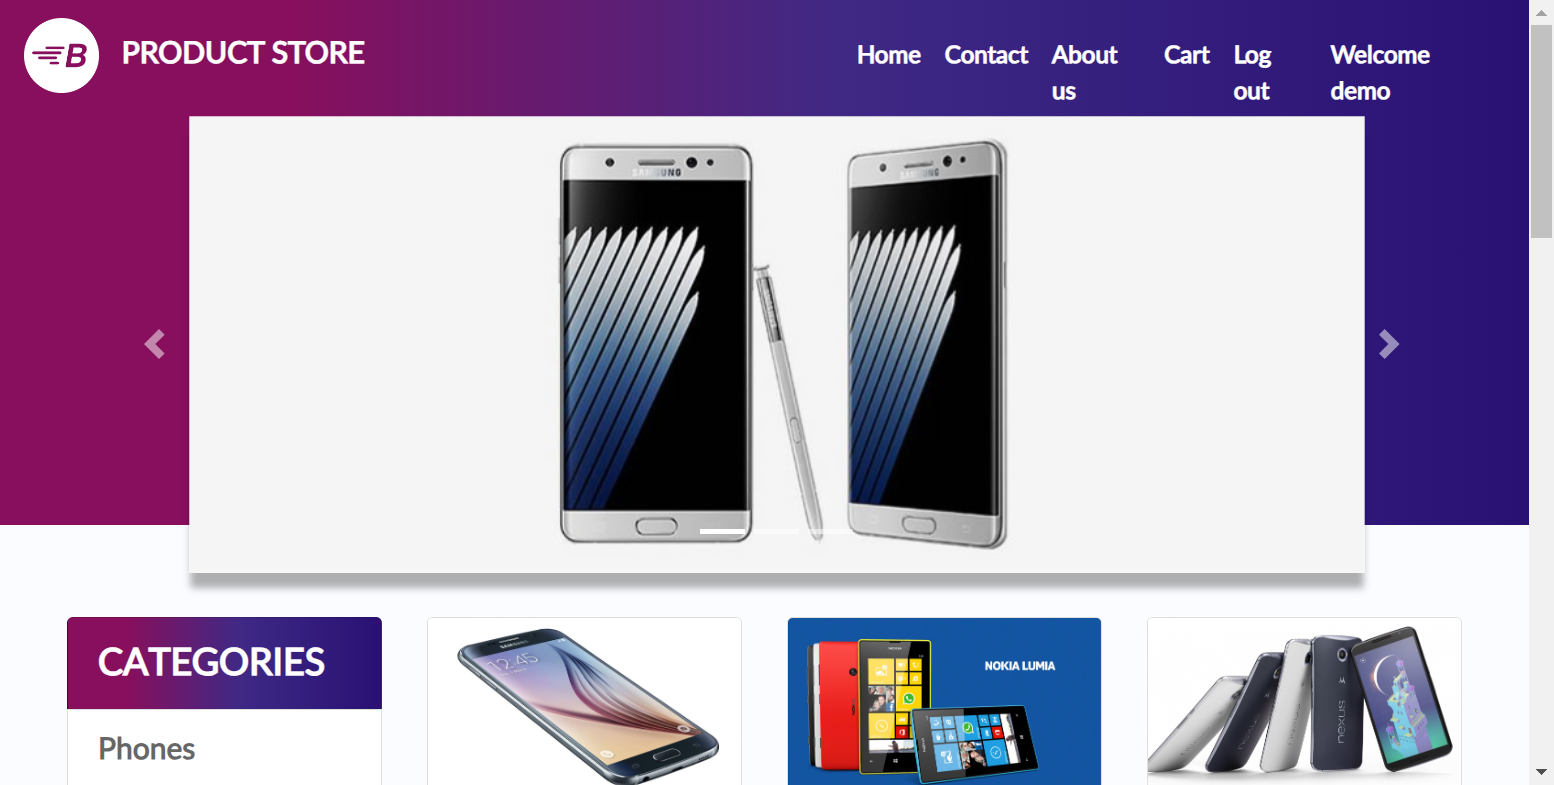 B
PRODUCT STORE
Home
Contact
About
us
Cart
Log
out
Welcome
demo
SAMSUNG
SAMSUNG
CATEGORIES
Phones
SAMSUNG
12:45
NOKIA LUMIA
nexus